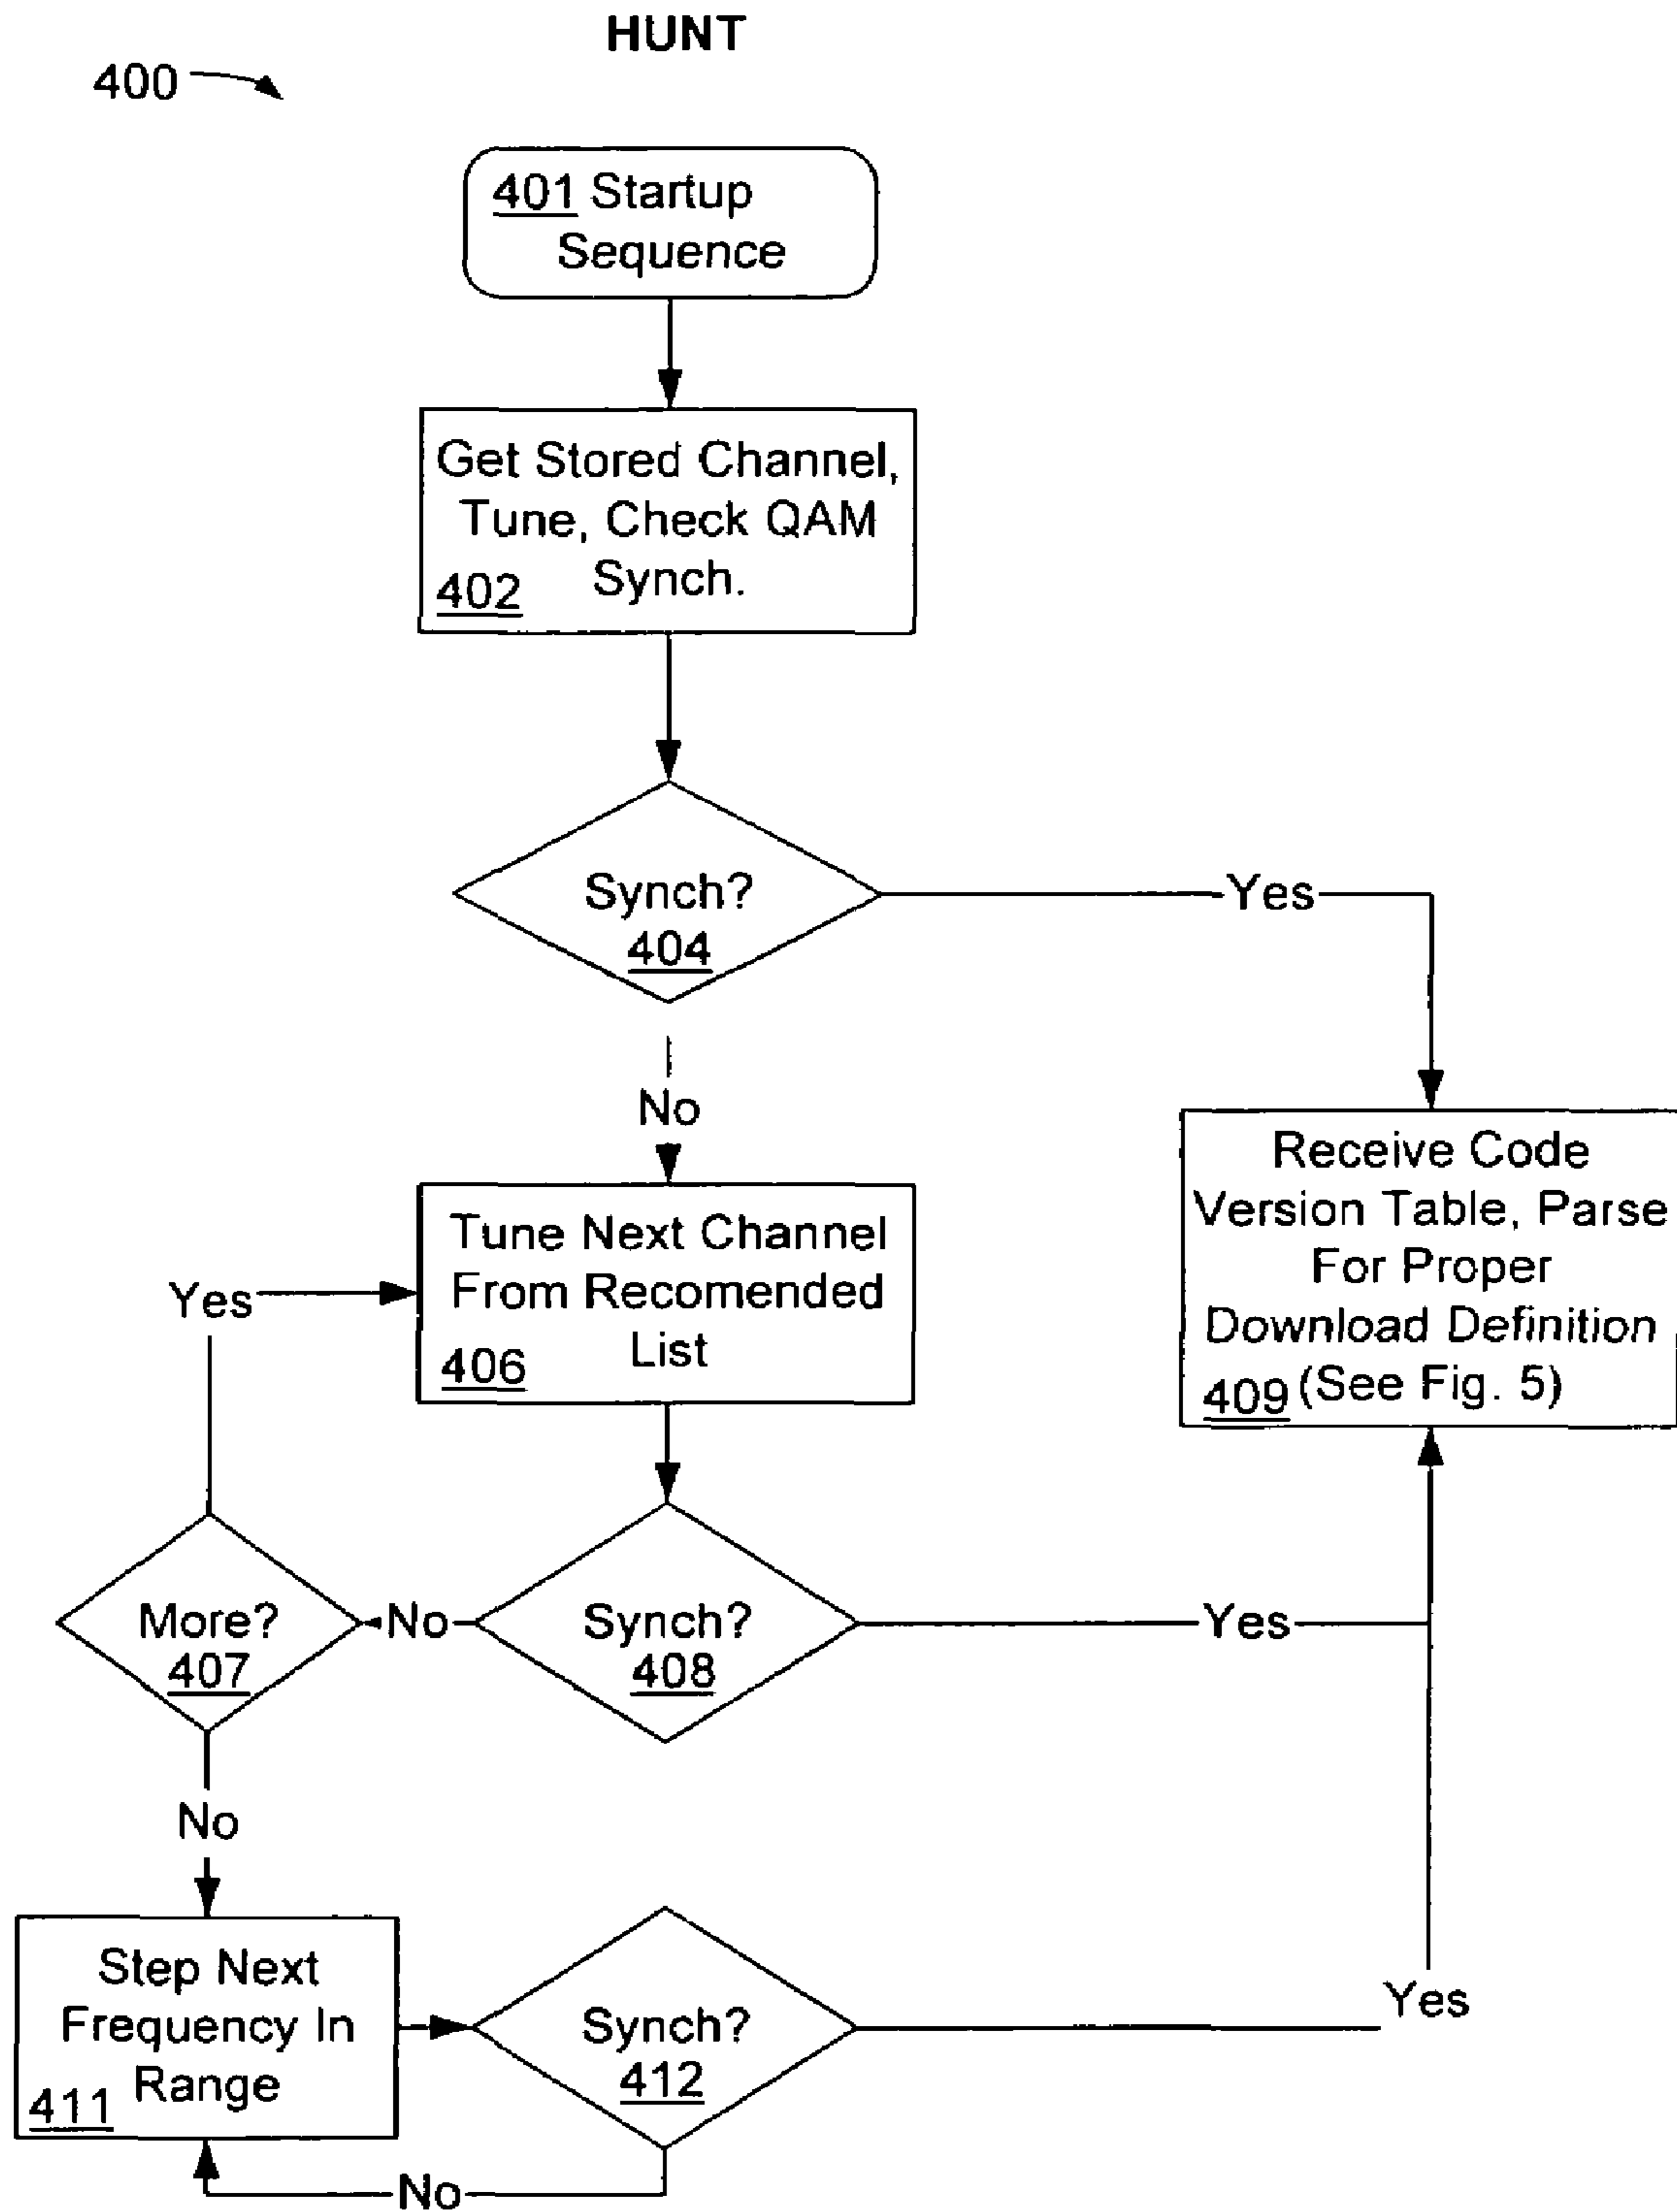 HUNT
400
401 Startup
Sequence
Get Stored Channel,
Tune, Check QAM
Synch.
402
Synch?
404
Yes
No
Receive Code
Version Table, Parse
For Proper
Download Definition
409 (See Fig. 5)
Tune Next Channel
From Recomended
List
406
Yes
More?
407
No
Synch?
408
Yes
No
Step Next
Frequency In
Range
411
Synch?
412
Yes
No